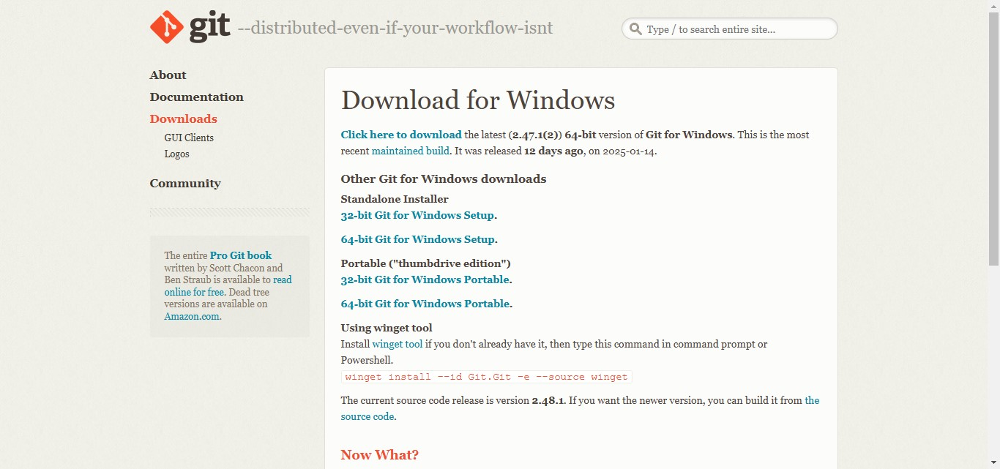 git --distributed-even-if-your-workflow-isnt
Type / to search entire site...
About
Documentation
Downloads
GUI Clients
Logos
Community
The entire Pro Git book
written by Scott Chacon and
Ben Straub is available to read
online for free. Dead tree
versions are available on
Amazon.com.
Download for Windows
Click here to download the latest (2.47.1(2)) 64-bit version of Git for Windows. This is the most
recent maintained build. It was released 12 days ago, on 2025-01-14.
Other Git for Windows downloads
Standalone Installer
32-bit Git for Windows Setup.
64-bit Git for Windows Setup.
Portable ("thumbdrive edition")
32-bit Git for Windows Portable.
64-bit Git for Windows Portable.
Using winget tool
Install winget tool if you don't already have it, then type this command in command prompt or
Powershell.
winget install --id Git.Git -e --source winget
The current source code release is version 2.48.1. If you want the newer version, you can build it from the
source code.
Now What?